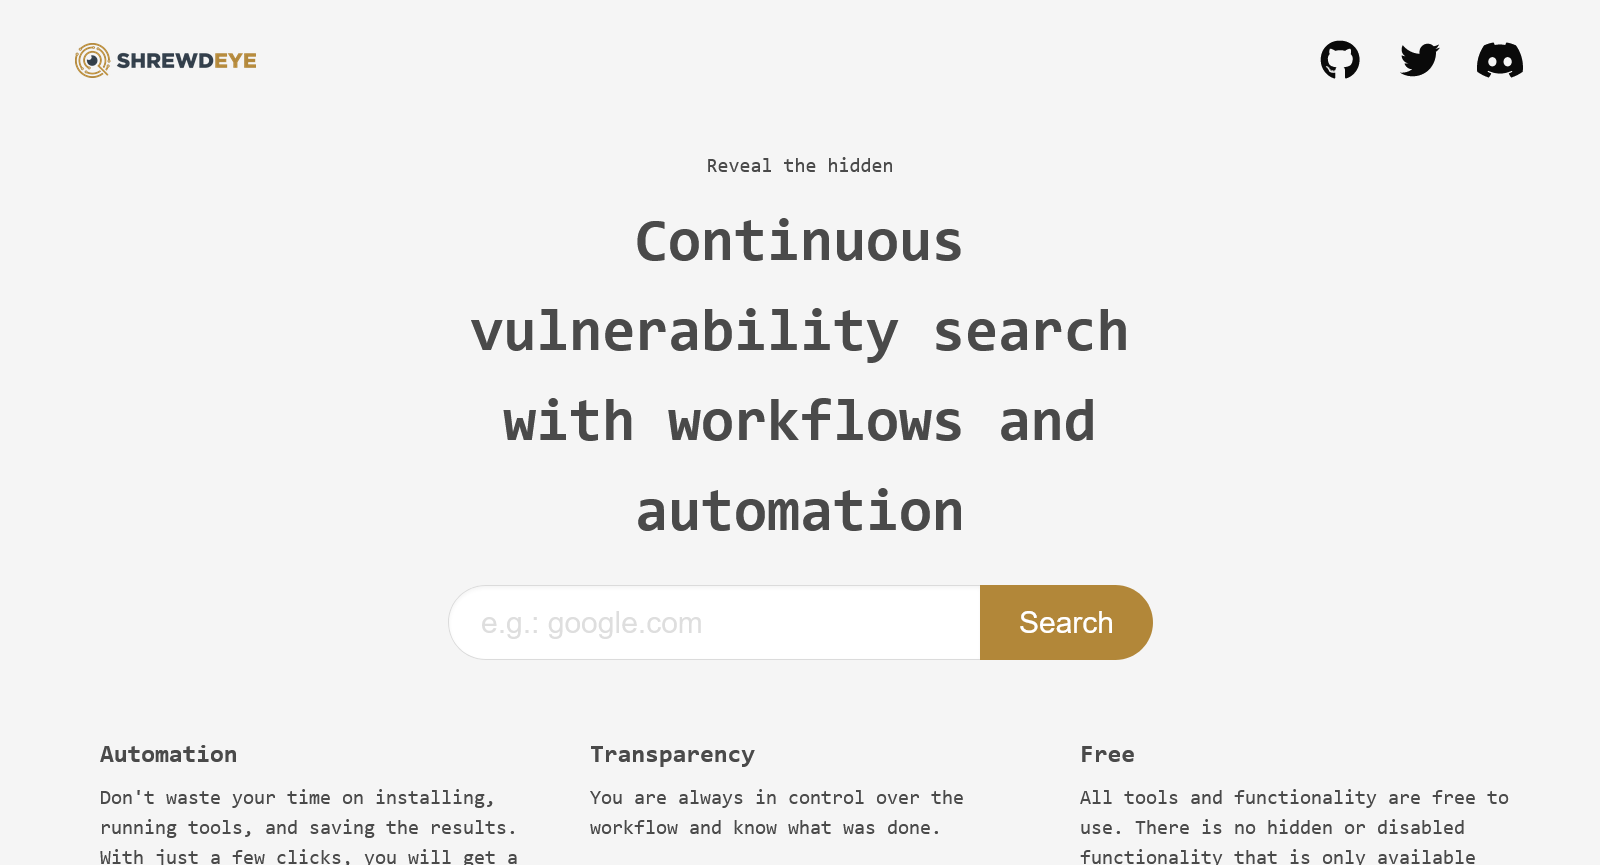 SHREWDEYE
Reveal the hidden
Continuous
vulnerability search
with workflows and
automation
e.g.: google.com
Search
Automation
Don't waste your time on installing,
running tools, and saving the results.
With just a few clicks, you will get a
Transparency
You are always in control over the
workflow and know what was done.
Free
All tools and functionality are free to
use. There is no hidden or disabled
functionality that is only available